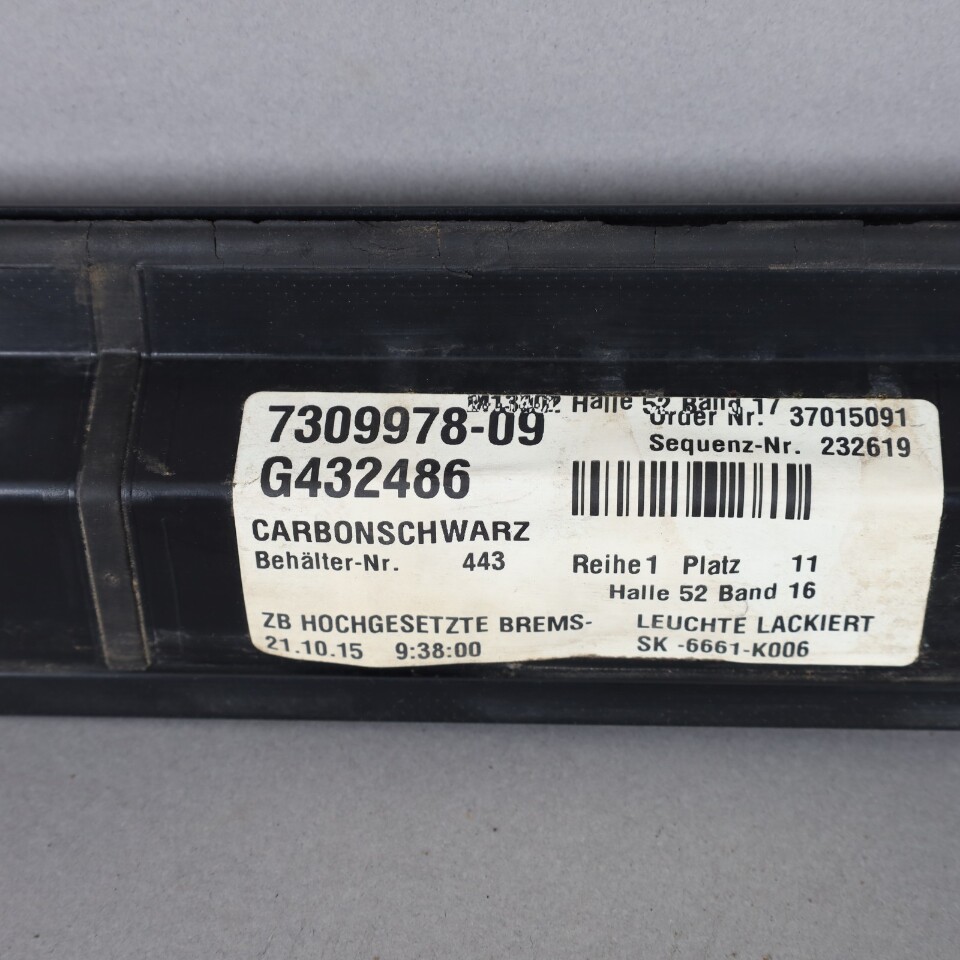 Halle 52 Band 17
7309978-09
Order Nr. 37015091
Sequenz-Nr. 232619
G432486
CARBONSCHWARZ
Behälter-Nr. 443 Reihe 1 Platz 11
Halle 52 Band 16
ZB HOCHGESETZTE BREMS- LEUCHTE LACKIERT
21.10.15 9:38:00 SK -6661-K006